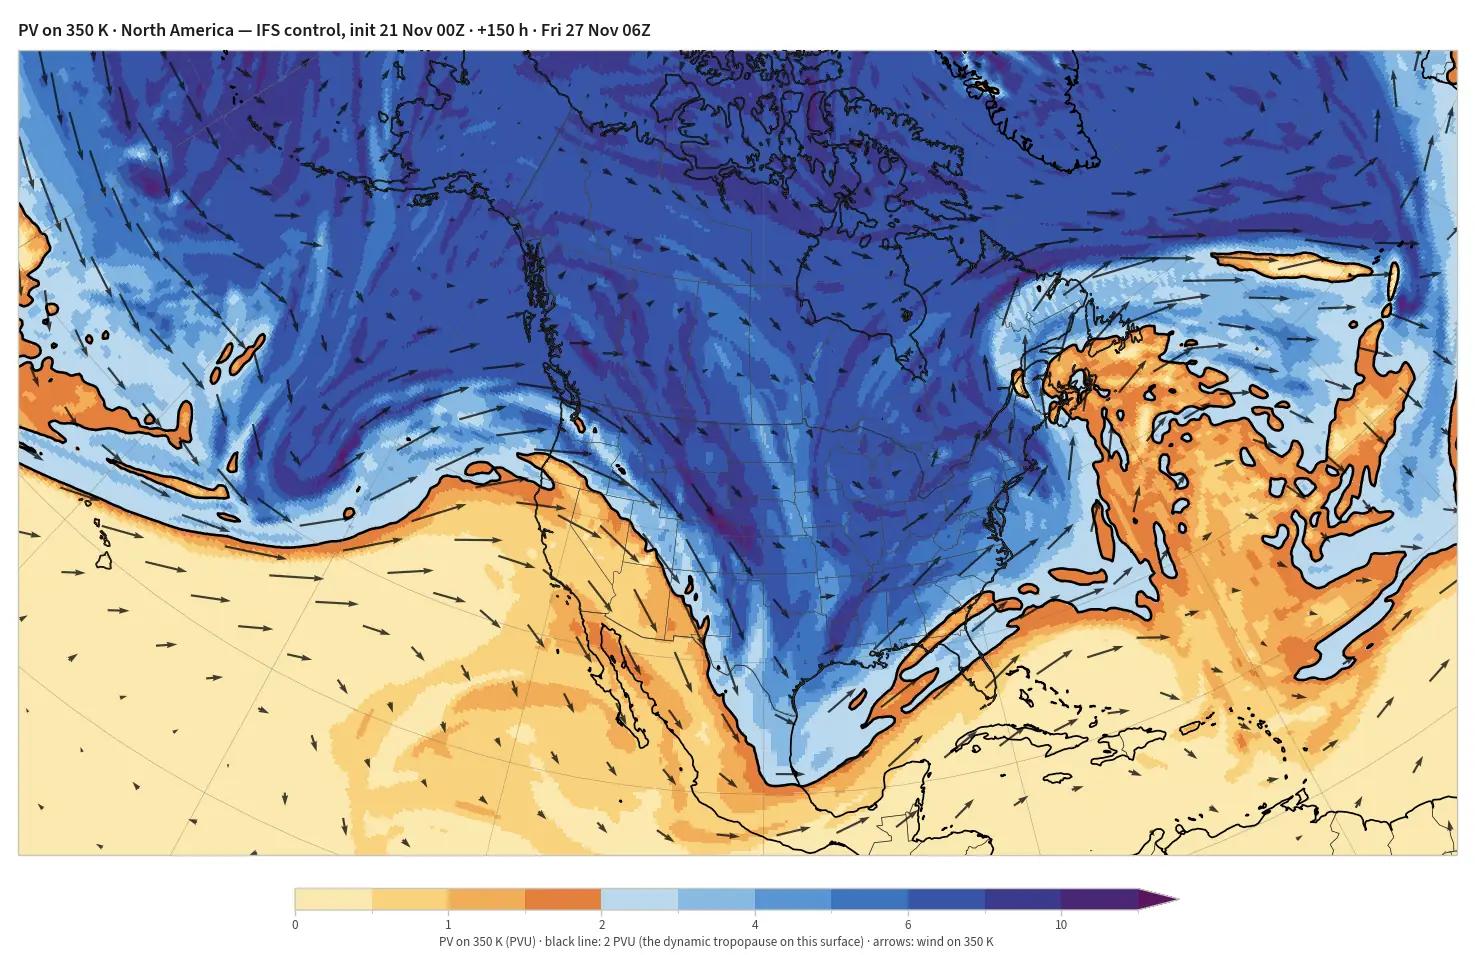 PV on 350 K · North America — IFS control, init 21 Nov 00Z · +150 h · Fri 27 Nov 06Z
0 1 2 4 6 10
PV on 350 K (PVU) · black line: 2 PVU (the dynamic tropopause on this surface) · arrows: wind on 350 K